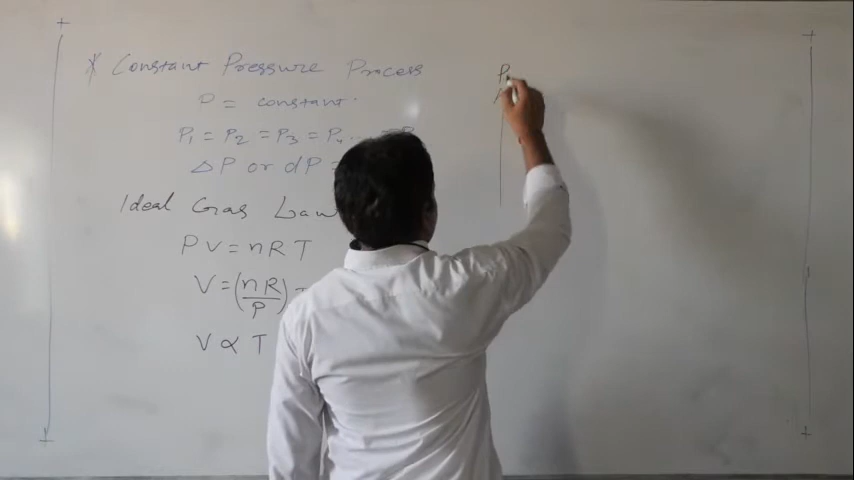 * Constant Pressure Process
P = constant.
P₁ = P₂ = P₃ = P₄...
ΔP or dP =
Ideal Gas Law
PV = nRT
V = (nR/P)
V ∝ T
P